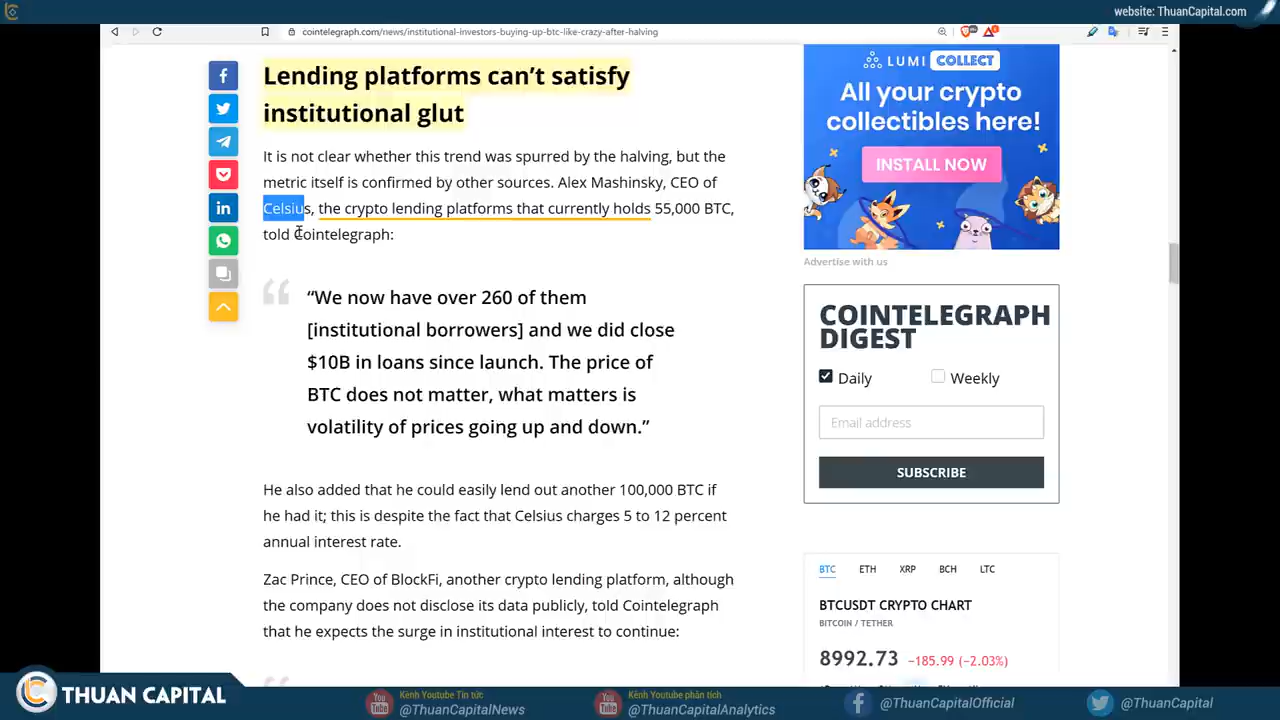 website: ThuanCapital.com
cointelegraph.com/news/institutional-investors-buying-up-btc-like-crazy-after-halving
Lending platforms can’t satisfy
institutional glut
It is not clear whether this trend was spurred by the halving, but the
metric itself is confirmed by other sources. Alex Mashinsky, CEO of
Celsius, the crypto lending platforms that currently holds 55,000 BTC,
told Cointelegraph:
“We now have over 260 of them
[institutional borrowers] and we did close
$10B in loans since launch. The price of
BTC does not matter, what matters is
volatility of prices going up and down.”
He also added that he could easily lend out another 100,000 BTC if
he had it; this is despite the fact that Celsius charges 5 to 12 percent
annual interest rate.
Zac Prince, CEO of BlockFi, another crypto lending platform, although
the company does not disclose its data publicly, told Cointelegraph
that he expects the surge in institutional interest to continue:
LUMI COLLECT
All your crypto
collectibles here!
INSTALL NOW
Advertise with us
COINTELEGRAPH
DIGEST
Daily Weekly
Email address
SUBSCRIBE
BTC ETH XRP BCH LTC
BTCUSDT CRYPTO CHART
BITCOIN / TETHER
8992.73 −185.99 (−2.03%)
THUAN CAPITAL
Kênh Youtube Tin tức
@ThuanCapitalNews
Kênh Youtube phân tích
@ThuanCapitalAnalytics
@ThuanCapitalOfficial
@ThuanCapital